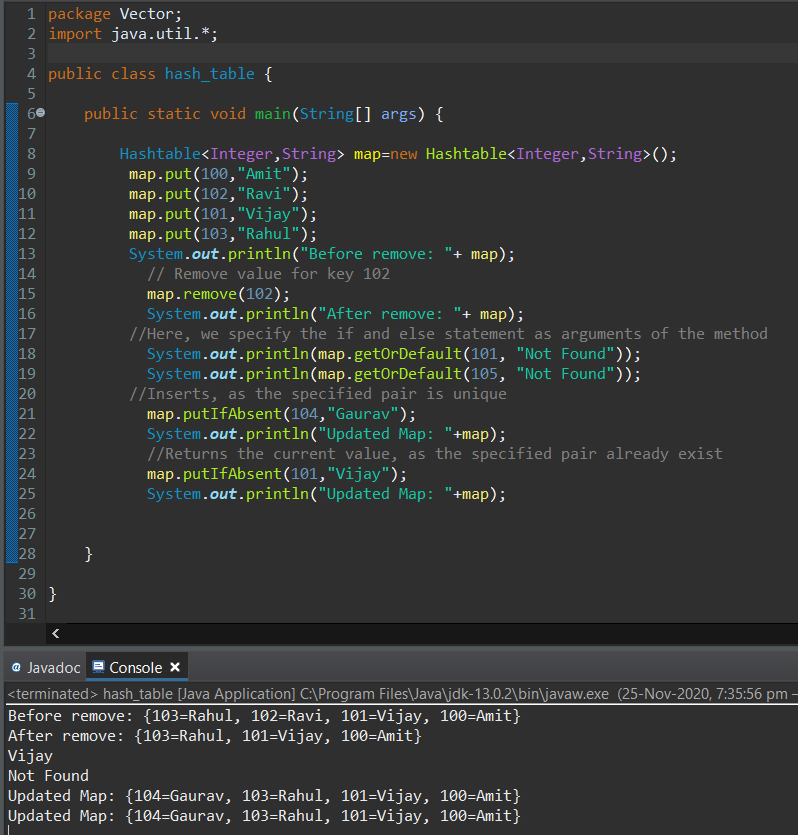 1 package Vector;
2 import java.util.*;
3
4 public class hash_table {
5
6 public static void main(String[] args) {
7
8 Hashtable<Integer,String> map=new Hashtable<Integer,String>();
9 map.put(100,"Amit");
10 map.put(102,"Ravi");
11 map.put(101,"Vijay");
12 map.put(103,"Rahul");
13 System.out.println("Before remove: "+ map);
14 // Remove value for key 102
15 map.remove(102);
16 System.out.println("After remove: "+ map);
17 //Here, we specify the if and else statement as arguments of the method
18 System.out.println(map.getOrDefault(101, "Not Found"));
19 System.out.println(map.getOrDefault(105, "Not Found"));
20 //Inserts, as the specified pair is unique
21 map.putIfAbsent(104,"Gaurav");
22 System.out.println("Updated Map: "+map);
23 //Returns the current value, as the specified pair already exist
24 map.putIfAbsent(101,"Vijay");
25 System.out.println("Updated Map: "+map);
26
27
28 }
29
30 }
31
@ Javadoc Console
<terminated> hash_table [Java Application] C:\Program Files\Java\jdk-13.0.2\bin\javaw.exe (25-Nov-2020, 7:35:56 pm –
Before remove: {103=Rahul, 102=Ravi, 101=Vijay, 100=Amit}
After remove: {103=Rahul, 101=Vijay, 100=Amit}
Vijay
Not Found
Updated Map: {104=Gaurav, 103=Rahul, 101=Vijay, 100=Amit}
Updated Map: {104=Gaurav, 103=Rahul, 101=Vijay, 100=Amit}